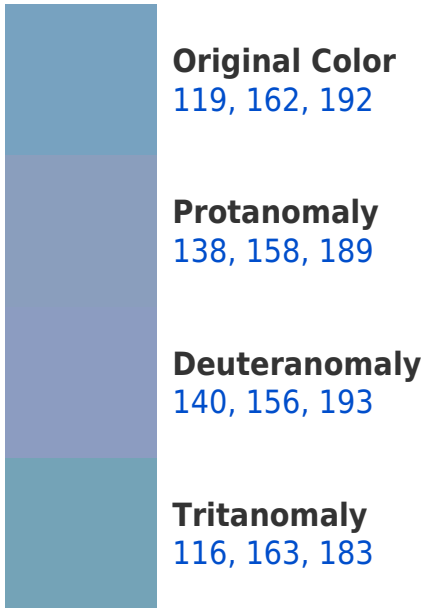 Original Color
119, 162, 192
Protanomaly
138, 158, 189
Deuteranomaly
140, 156, 193
Tritanomaly
116, 163, 183